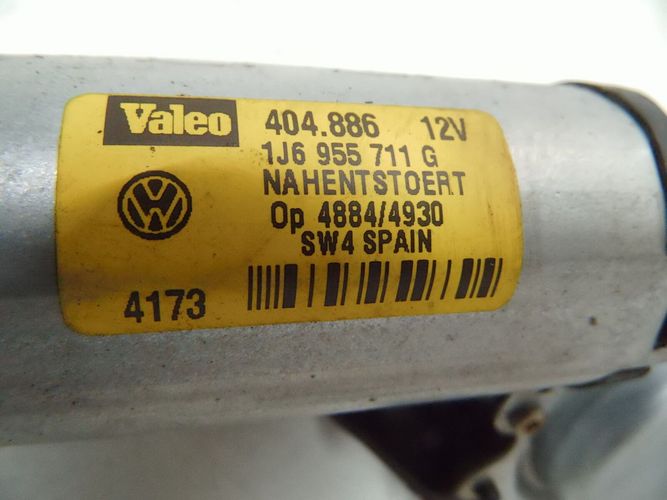 Valeo 404.886 12V
1J6 955 711 G
NAHENTSTOERT
Op 4884/4930
SW4 SPAIN
4173